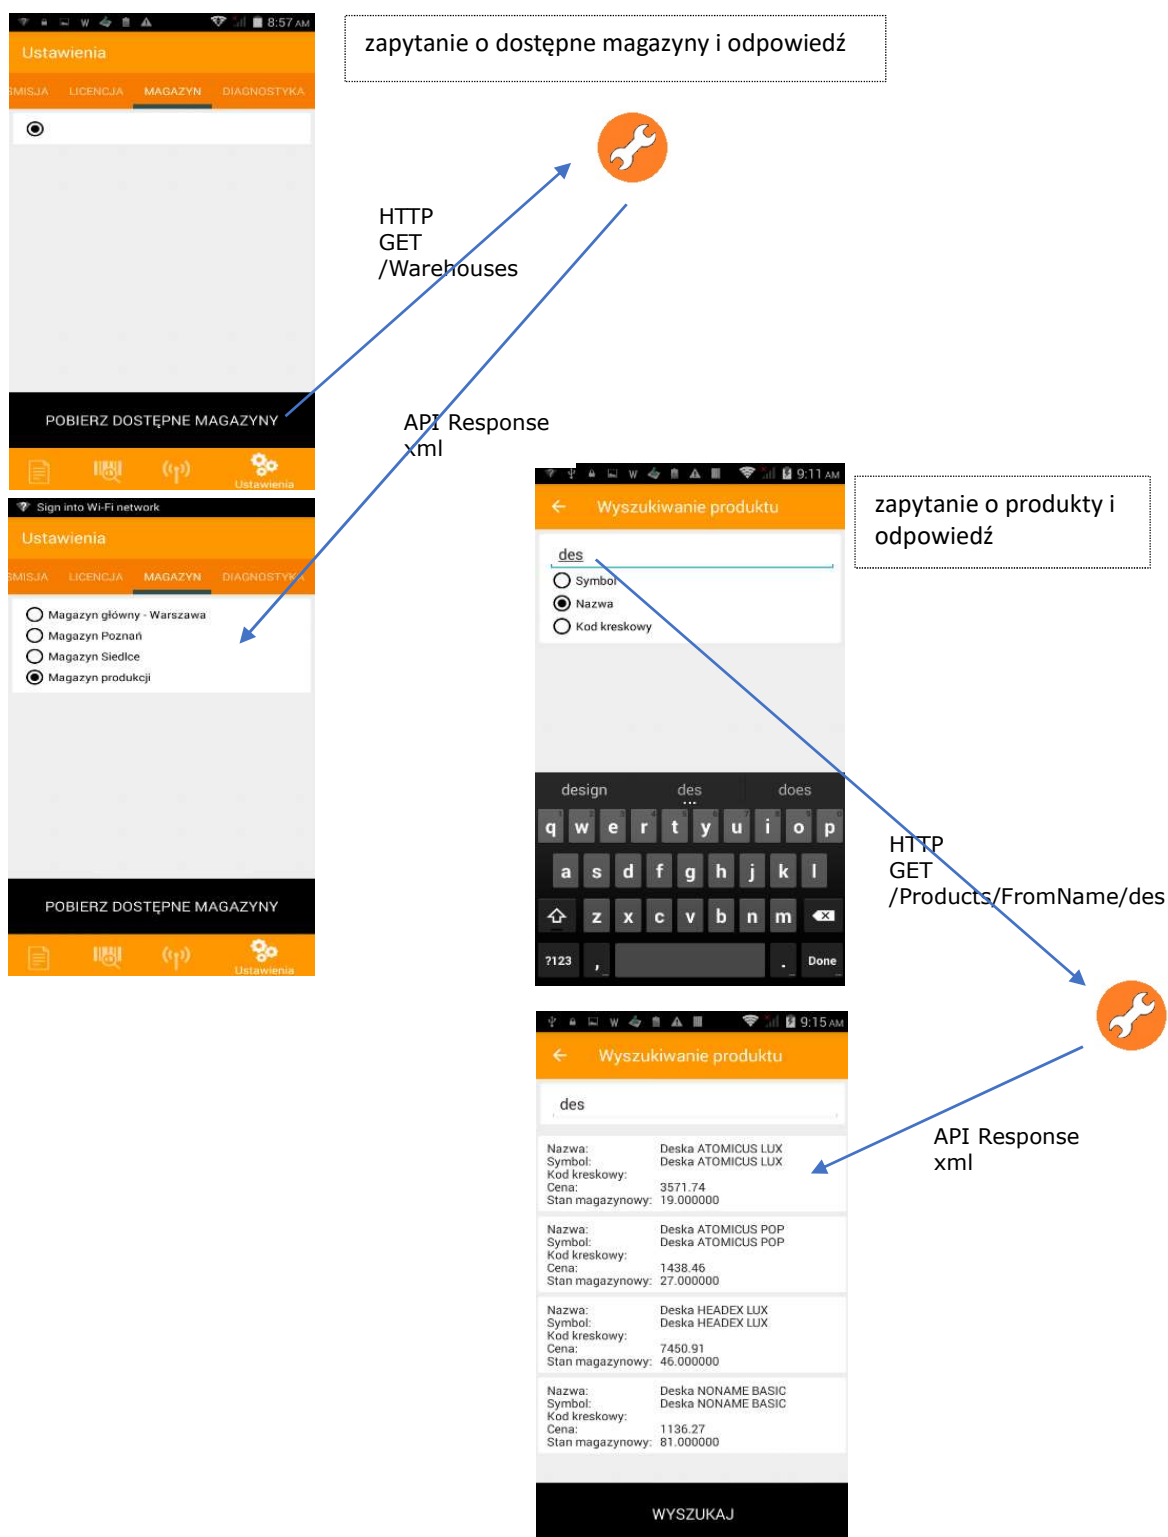 8:57 AM
Ustawienia
SMISJA LICENCJA MAGAZYN DIAGNOSTYKA
POBIERZ DOSTĘPNE MAGAZYNY
Ustawienia
zapytanie o dostępne magazyny i odpowiedź
HTTP
GET
/Warehouses
API Response
xml
Sign into Wi-Fi network
Ustawienia
SMISJA LICENCJA MAGAZYN DIAGNOSTYKA
Magazyn główny - Warszawa
Magazyn Poznań
Magazyn Siedlce
Magazyn produkcji
POBIERZ DOSTĘPNE MAGAZYNY
Ustawienia
9:11 AM
Wyszukiwanie produktu
des
Symbol
Nazwa
Kod kreskowy
design des does
q w e r t y u i o p
a s d f g h j k l
z x c v b n m
?123 , . Done
zapytanie o produkty i
odpowiedź
HTTP
GET
/Products/FromName/des
9:15 AM
Wyszukiwanie produktu
des
Nazwa: Deska ATOMICUS LUX
Symbol: Deska ATOMICUS LUX
Kod kreskowy:
Cena: 3571.74
Stan magazynowy: 19.000000
Nazwa: Deska ATOMICUS POP
Symbol: Deska ATOMICUS POP
Kod kreskowy:
Cena: 1438.46
Stan magazynowy: 27.000000
Nazwa: Deska HEADEX LUX
Symbol: Deska HEADEX LUX
Kod kreskowy:
Cena: 7450.91
Stan magazynowy: 46.000000
Nazwa: Deska NONAME BASIC
Symbol: Deska NONAME BASIC
Kod kreskowy:
Cena: 1136.27
Stan magazynowy: 81.000000
WYSZUKAJ
API Response
xml